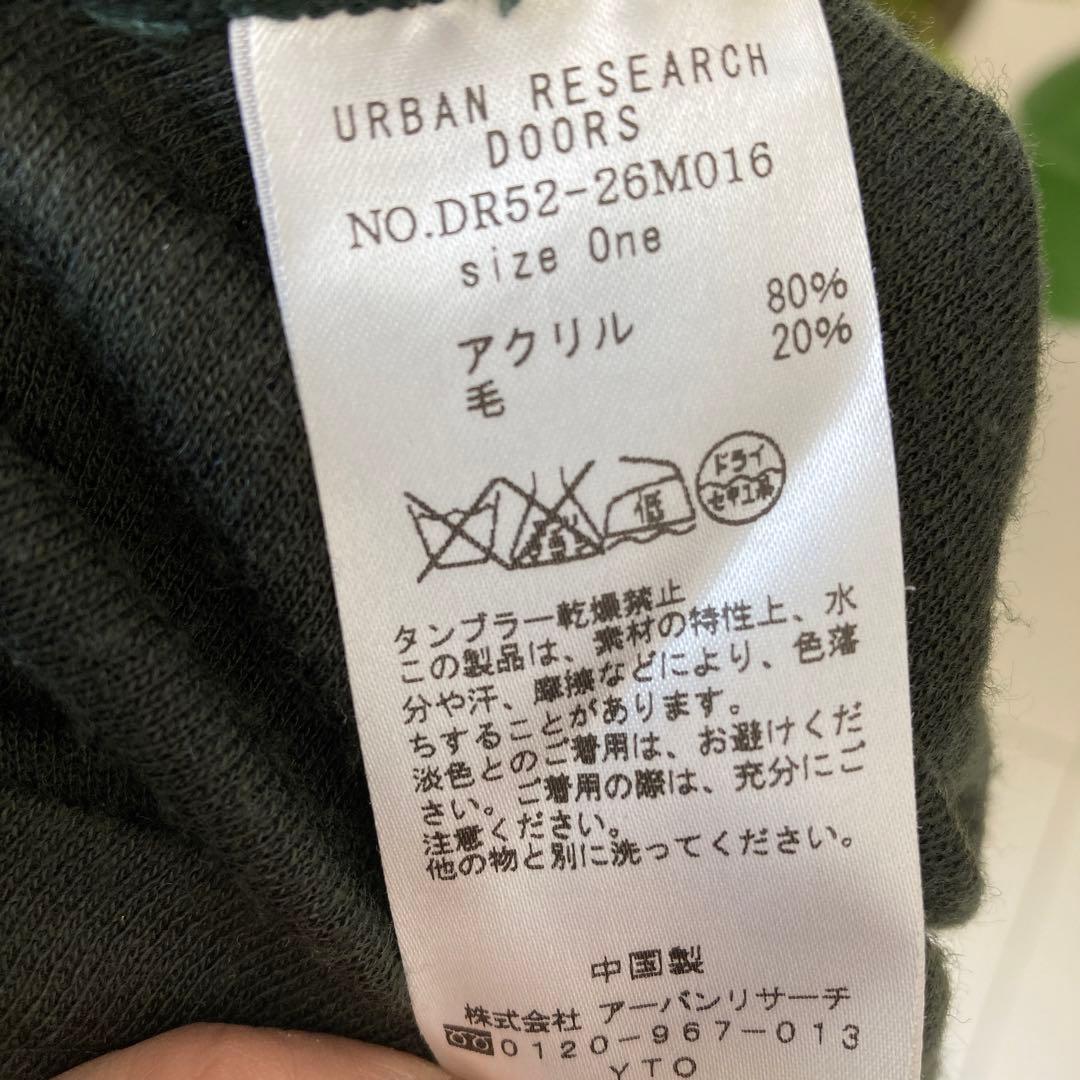 URBAN RESEARCH
DOORS
NO.DR52-26M016
size One
アクリル 80%
毛 20%
低
ドライ
セキユ系
タンブラー乾燥禁止
この製品は、素材の特性上、水
分や汗、摩擦などにより、色落
ちすることがあります。
淡色とのご着用は、お避けくだ
さい。ご着用の際は、充分にご
注意ください。
他の物と別に洗ってください。
中国製
株式会社 アーバンリサーチ
0120-967-013
YTO